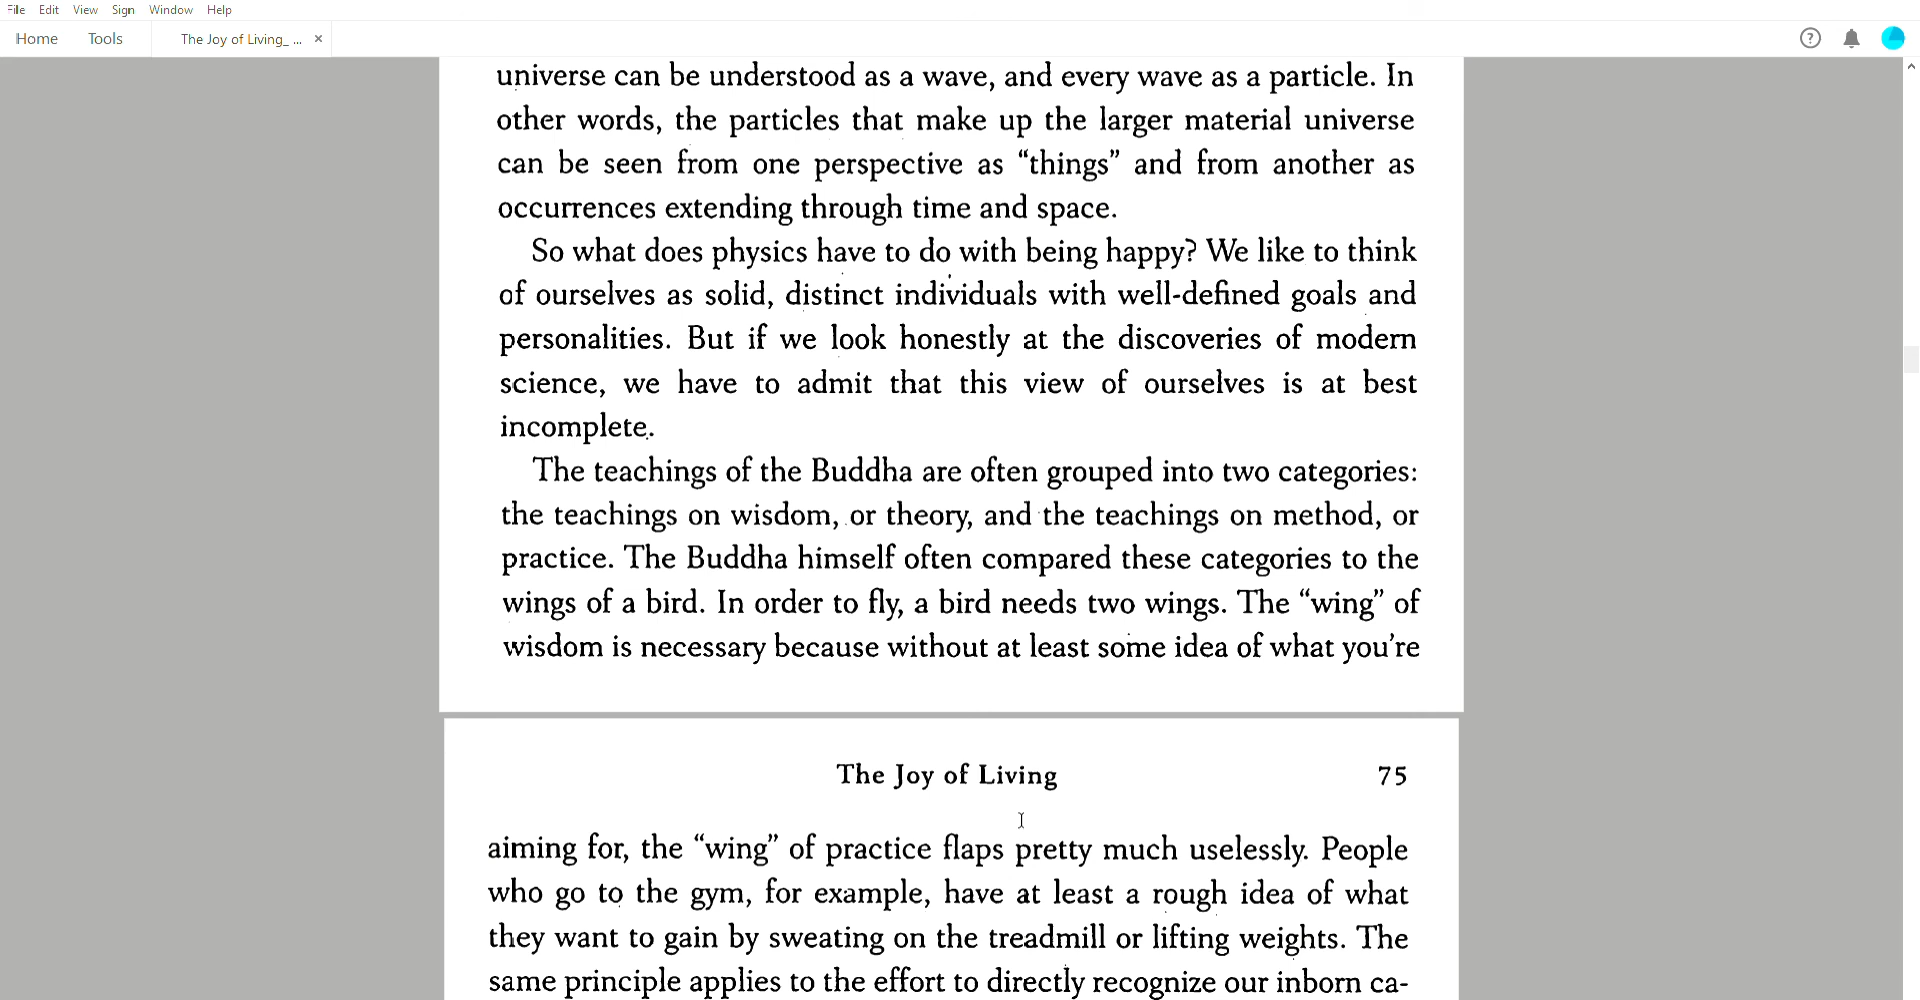 File Edit View Sign Window Help
Home Tools The Joy of Living_ ... ×
universe can be understood as a wave, and every wave as a particle. In
other words, the particles that make up the larger material universe
can be seen from one perspective as “things” and from another as
occurrences extending through time and space.
So what does physics have to do with being happy? We like to think
of ourselves as solid, distinct individuals with well-defined goals and
personalities. But if we look honestly at the discoveries of modern
science, we have to admit that this view of ourselves is at best
incomplete.
The teachings of the Buddha are often grouped into two categories:
the teachings on wisdom, or theory, and the teachings on method, or
practice. The Buddha himself often compared these categories to the
wings of a bird. In order to fly, a bird needs two wings. The “wing” of
wisdom is necessary because without at least some idea of what you’re
The Joy of Living 75
aiming for, the “wing” of practice flaps pretty much uselessly. People
who go to the gym, for example, have at least a rough idea of what
they want to gain by sweating on the treadmill or lifting weights. The
same principle applies to the effort to directly recognize our inborn ca-